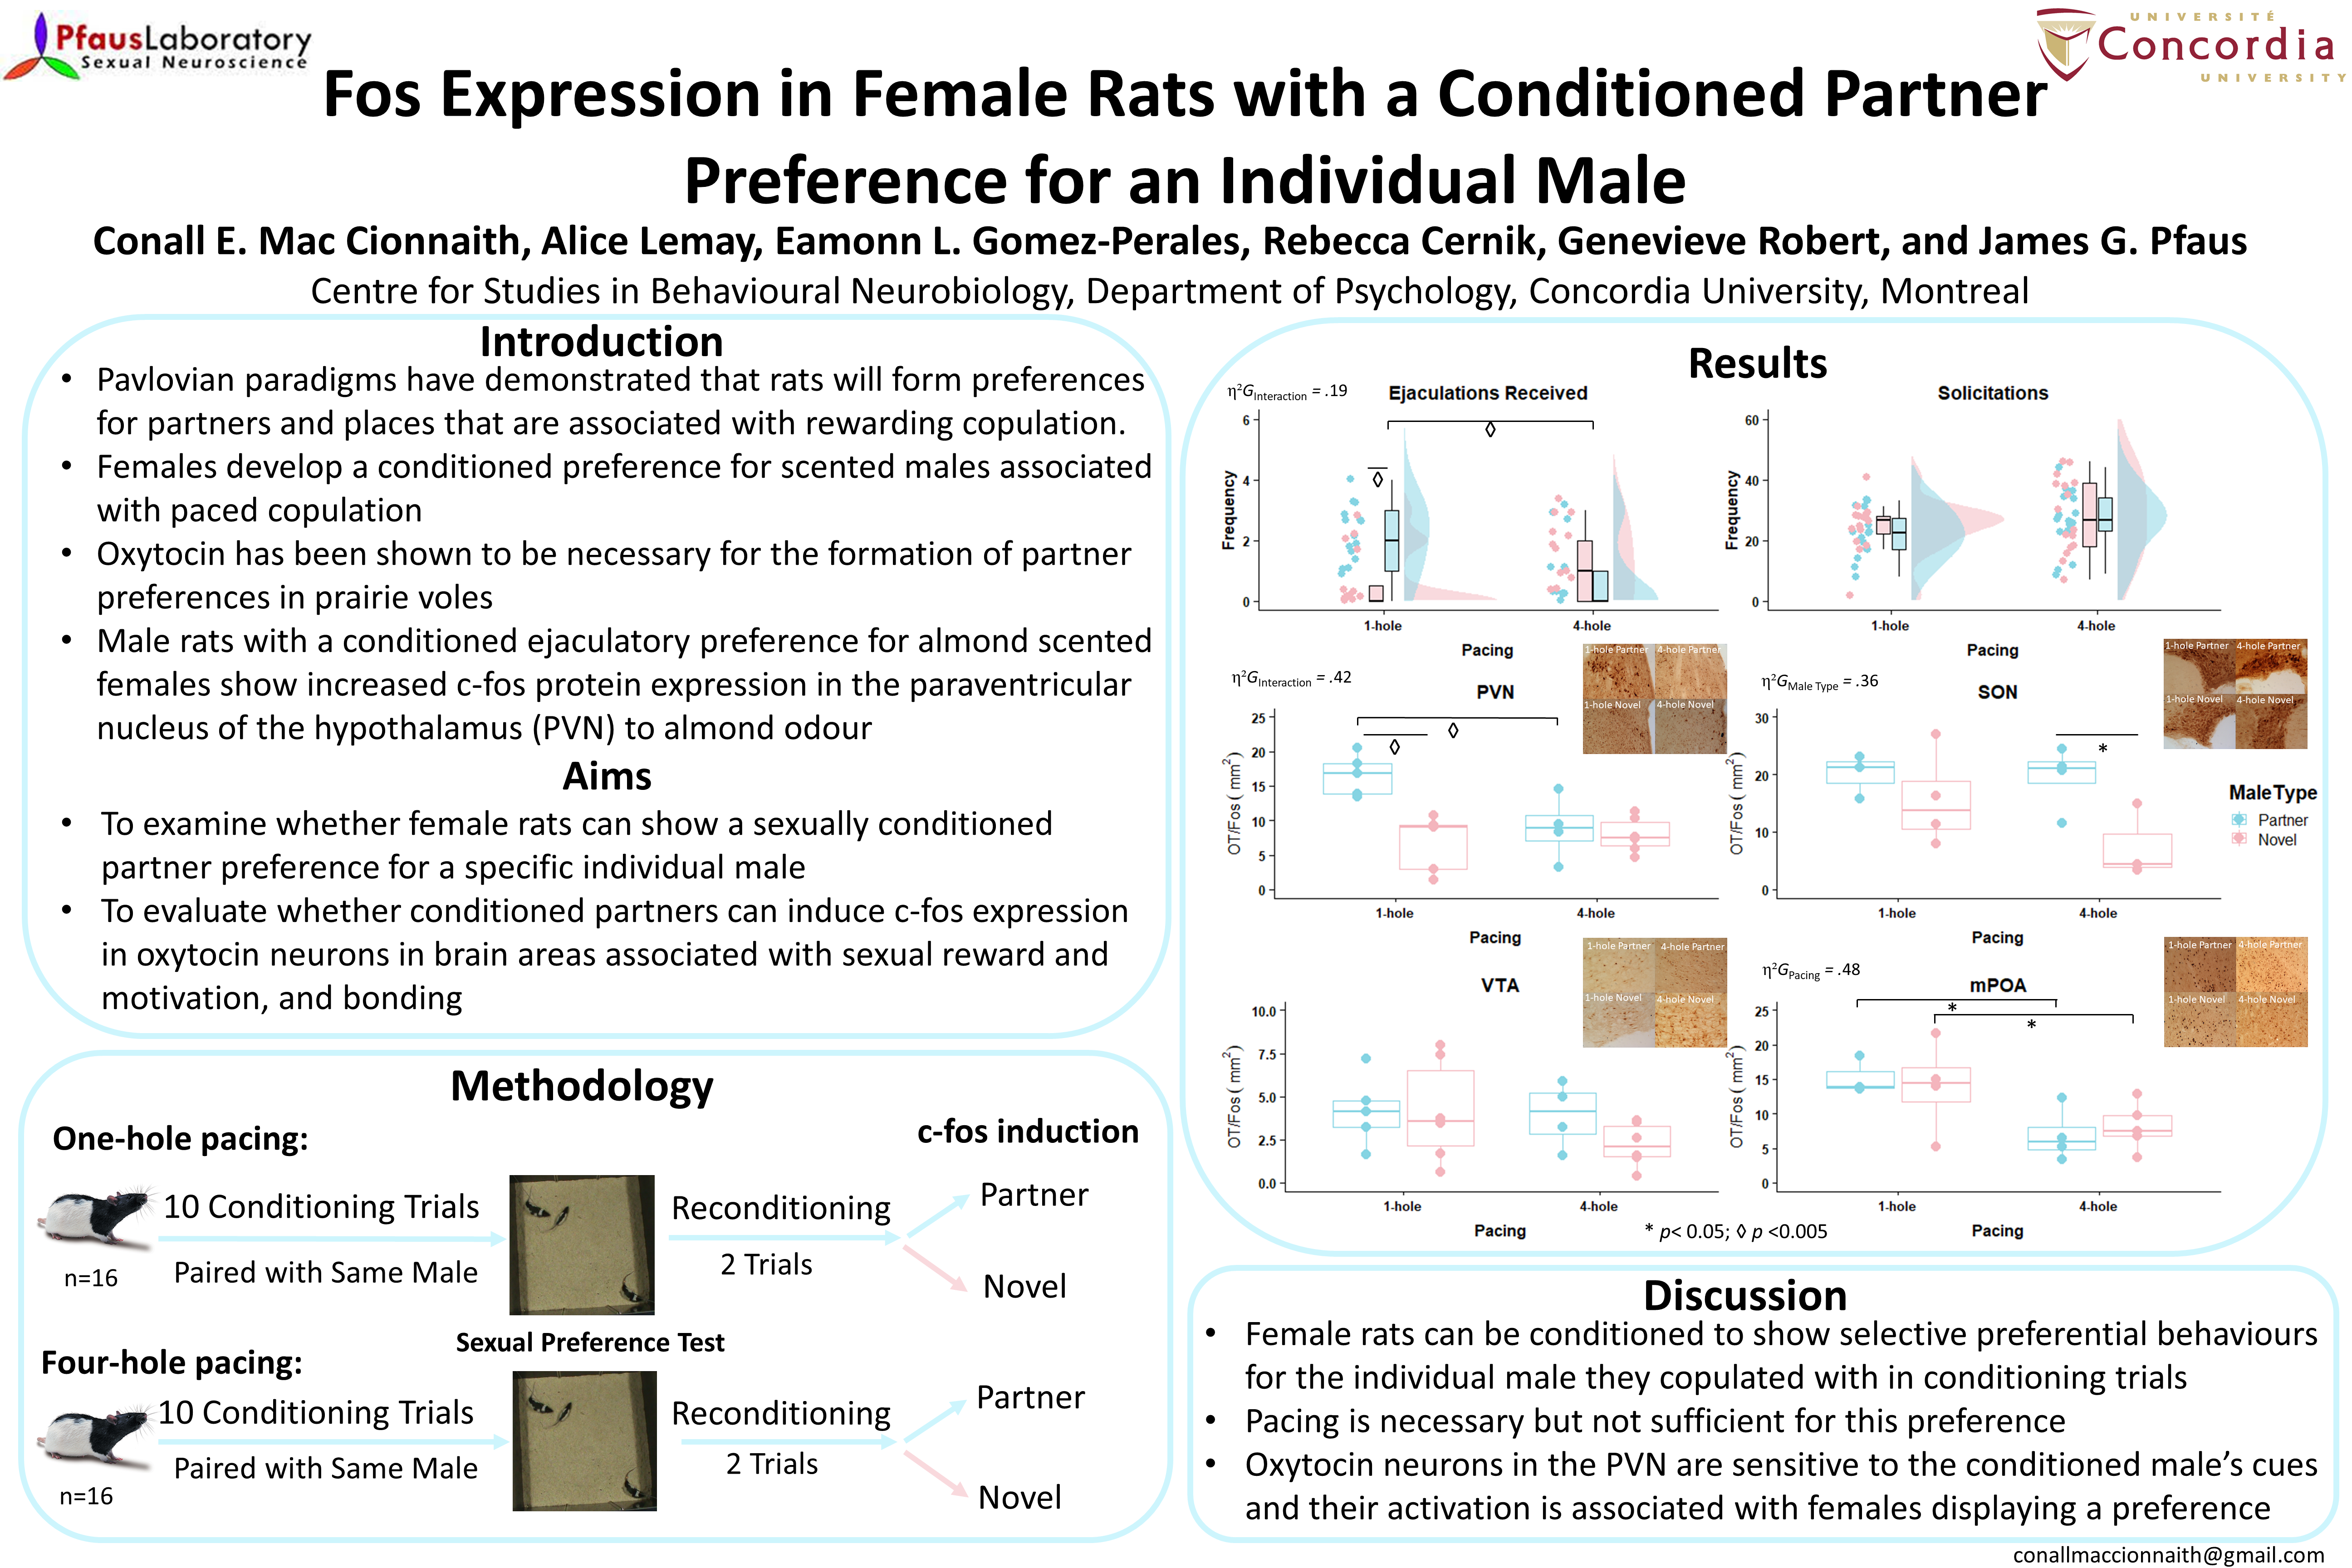 PfausLaboratory
Sexual Neuroscience
UNIVERSITÉ
Concordia
UNIVERSITY
Fos Expression in Female Rats with a Conditioned Partner
Preference for an Individual Male
Conall E. Mac Cionnaith, Alice Lemay, Eamonn L. Gomez-Perales, Rebecca Cernik, Genevieve Robert, and James G. Pfaus
Centre for Studies in Behavioural Neurobiology, Department of Psychology, Concordia University, Montreal
Introduction
• Pavlovian paradigms have demonstrated that rats will form preferences
for partners and places that are associated with rewarding copulation.
• Females develop a conditioned preference for scented males associated
with paced copulation
• Oxytocin has been shown to be necessary for the formation of partner
preferences in prairie voles
• Male rats with a conditioned ejaculatory preference for almond scented
females show increased c-fos protein expression in the paraventricular
nucleus of the hypothalamus (PVN) to almond odour
Aims
• To examine whether female rats can show a sexually conditioned
partner preference for a specific individual male
• To evaluate whether conditioned partners can induce c-fos expression
in oxytocin neurons in brain areas associated with sexual reward and
motivation, and bonding
Methodology
One-hole pacing:
c-fos induction
10 Conditioning Trials
Paired with Same Male
n=16
Reconditioning
2 Trials
Partner
Novel
Sexual Preference Test
Four-hole pacing:
10 Conditioning Trials
Paired with Same Male
n=16
Reconditioning
2 Trials
Partner
Novel
Results
η²G Interaction = .19
Ejaculations Received
Frequency
6
4
2
0
◊
◊
1-hole
4-hole
Pacing
Solicitations
Frequency
60
40
20
0
1-hole
4-hole
Pacing
η²G Interaction = .42
PVN
1-hole Partner
4-hole Partner
1-hole Novel
4-hole Novel
OT/Fos ( mm²)
25
20
15
10
5
0
◊
◊
1-hole
4-hole
Pacing
η²G Male Type = .36
SON
1-hole Partner
4-hole Partner
1-hole Novel
4-hole Novel
OT/Fos ( mm²)
30
20
10
0
*
1-hole
4-hole
Pacing
MaleType
Partner
Novel
VTA
1-hole Partner
4-hole Partner
1-hole Novel
4-hole Novel
OT/Fos ( mm²)
10.0
7.5
5.0
2.5
0.0
1-hole
4-hole
Pacing
η²G Pacing = .48
mPOA
1-hole Partner
4-hole Partner
1-hole Novel
4-hole Novel
OT/Fos ( mm²)
25
20
15
10
5
0
*
*
1-hole
4-hole
Pacing
* p< 0.05; ◊ p <0.005
Discussion
• Female rats can be conditioned to show selective preferential behaviours
for the individual male they copulated with in conditioning trials
• Pacing is necessary but not sufficient for this preference
• Oxytocin neurons in the PVN are sensitive to the conditioned male’s cues
and their activation is associated with females displaying a preference
conallmaccionnaith@gmail.com